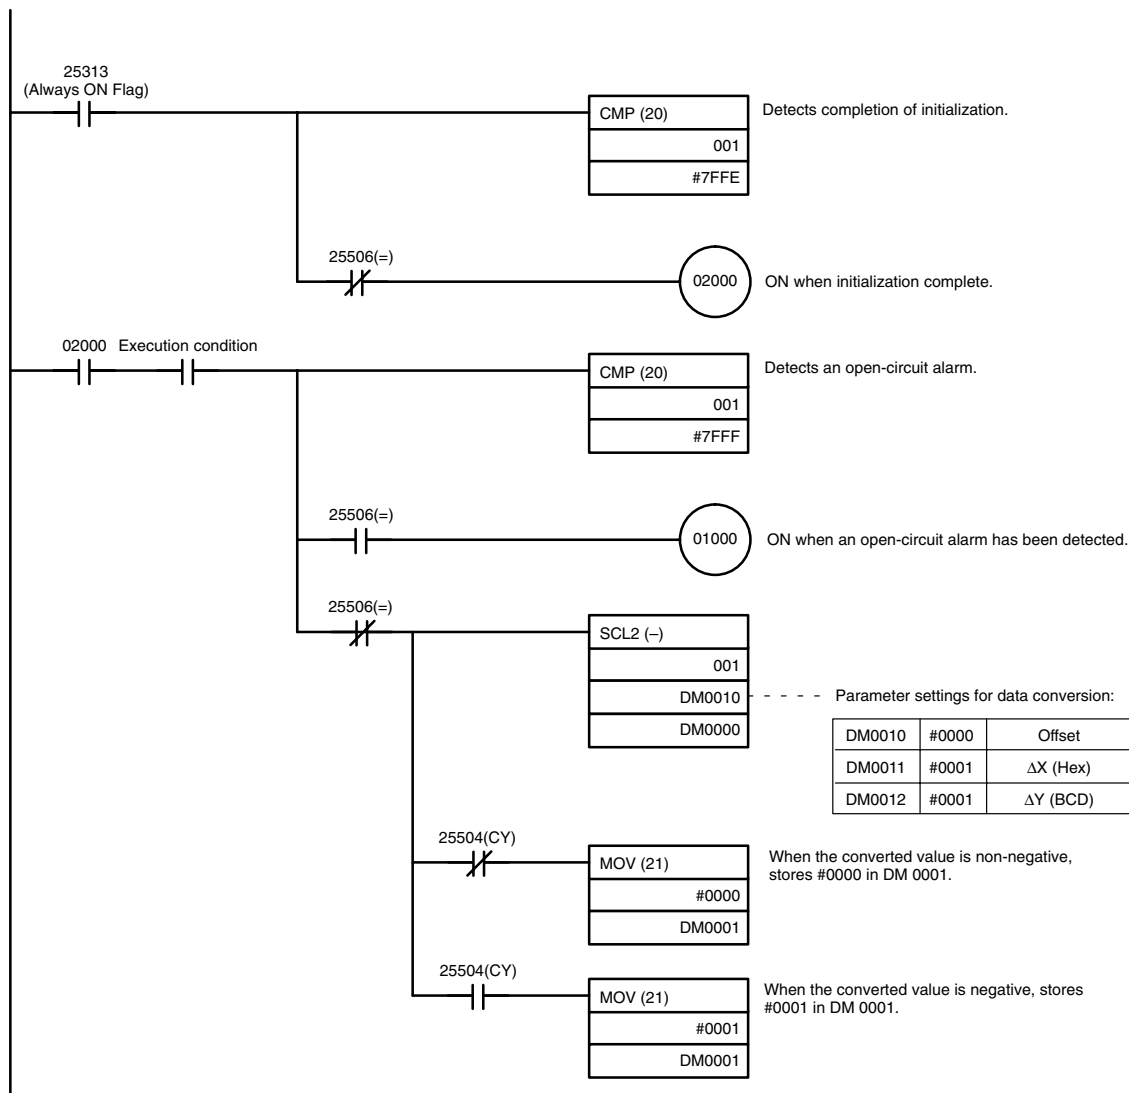 25313
(Always ON Flag)
CMP (20)
Detects completion of initialization.
001
#7FFE
25506(=)
02000
ON when initialization complete.
02000
Execution condition
CMP (20)
Detects an open-circuit alarm.
001
#7FFF
25506(=)
01000
ON when an open-circuit alarm has been detected.
25506(=)
SCL2 (–)
001
DM0010
Parameter settings for data conversion:
DM0000
DM0010 #0000 Offset
DM0011 #0001 ΔX (Hex)
DM0012 #0001 ΔY (BCD)
25504(CY)
MOV (21)
When the converted value is non-negative,
stores #0000 in DM 0001.
#0000
DM0001
25504(CY)
MOV (21)
When the converted value is negative, stores
#0001 in DM 0001.
#0001
DM0001